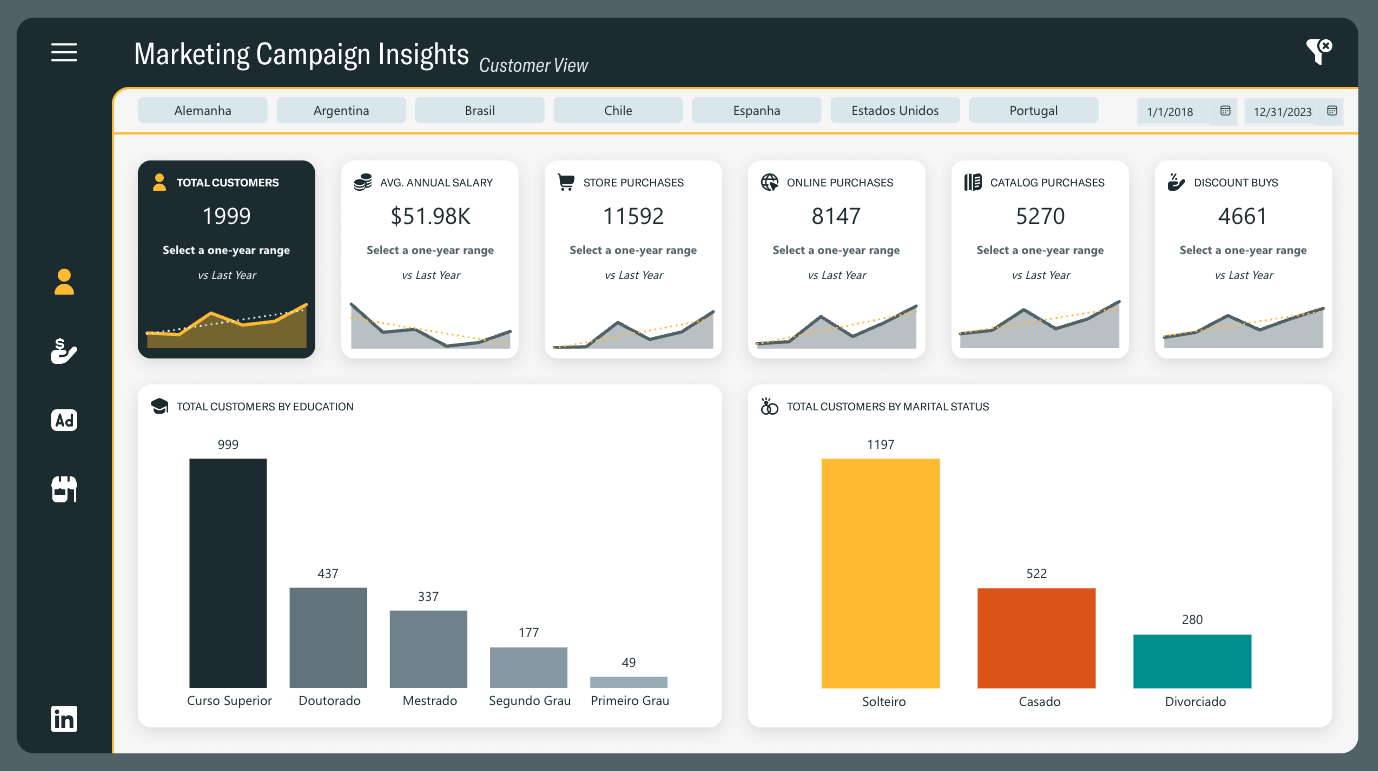 Marketing Campaign Insights Customer View
Alemanha Argentina Brasil Chile Espanha Estados Unidos Portugal 1/1/2018 12/31/2023
TOTAL CUSTOMERS
1999
Select a one-year range
vs Last Year
AVG. ANNUAL SALARY
$51.98K
Select a one-year range
vs Last Year
STORE PURCHASES
11592
Select a one-year range
vs Last Year
ONLINE PURCHASES
8147
Select a one-year range
vs Last Year
CATALOG PURCHASES
5270
Select a one-year range
vs Last Year
DISCOUNT BUYS
4661
Select a one-year range
vs Last Year
$
Ad
in
TOTAL CUSTOMERS BY EDUCATION
999
437
337
177
49
Curso Superior Doutorado Mestrado Segundo Grau Primeiro Grau
TOTAL CUSTOMERS BY MARITAL STATUS
1197
522
280
Solteiro Casado Divorciado